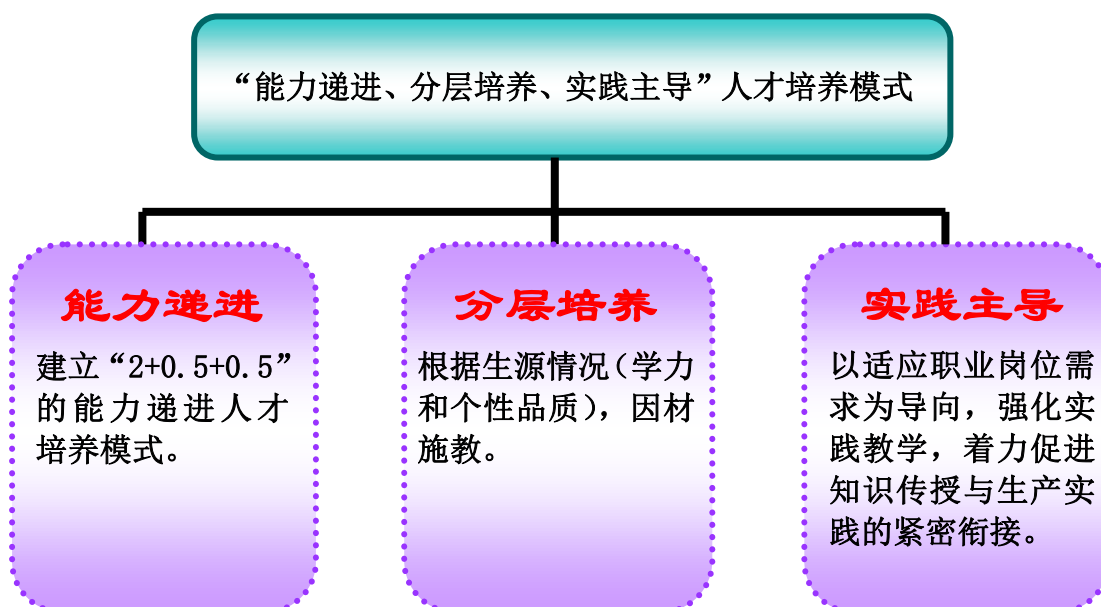 “能力递进、分层培养、实践主导”人才培养模式
能力递进
建立“2+0.5+0.5”
的能力递进人才
培养模式。
分层培养
根据生源情况（学力
和个性品质），因材
施教。
实践主导
以适应职业岗位需
求为导向，强化实
践教学，着力促进
知识传授与生产实
践的紧密衔接。